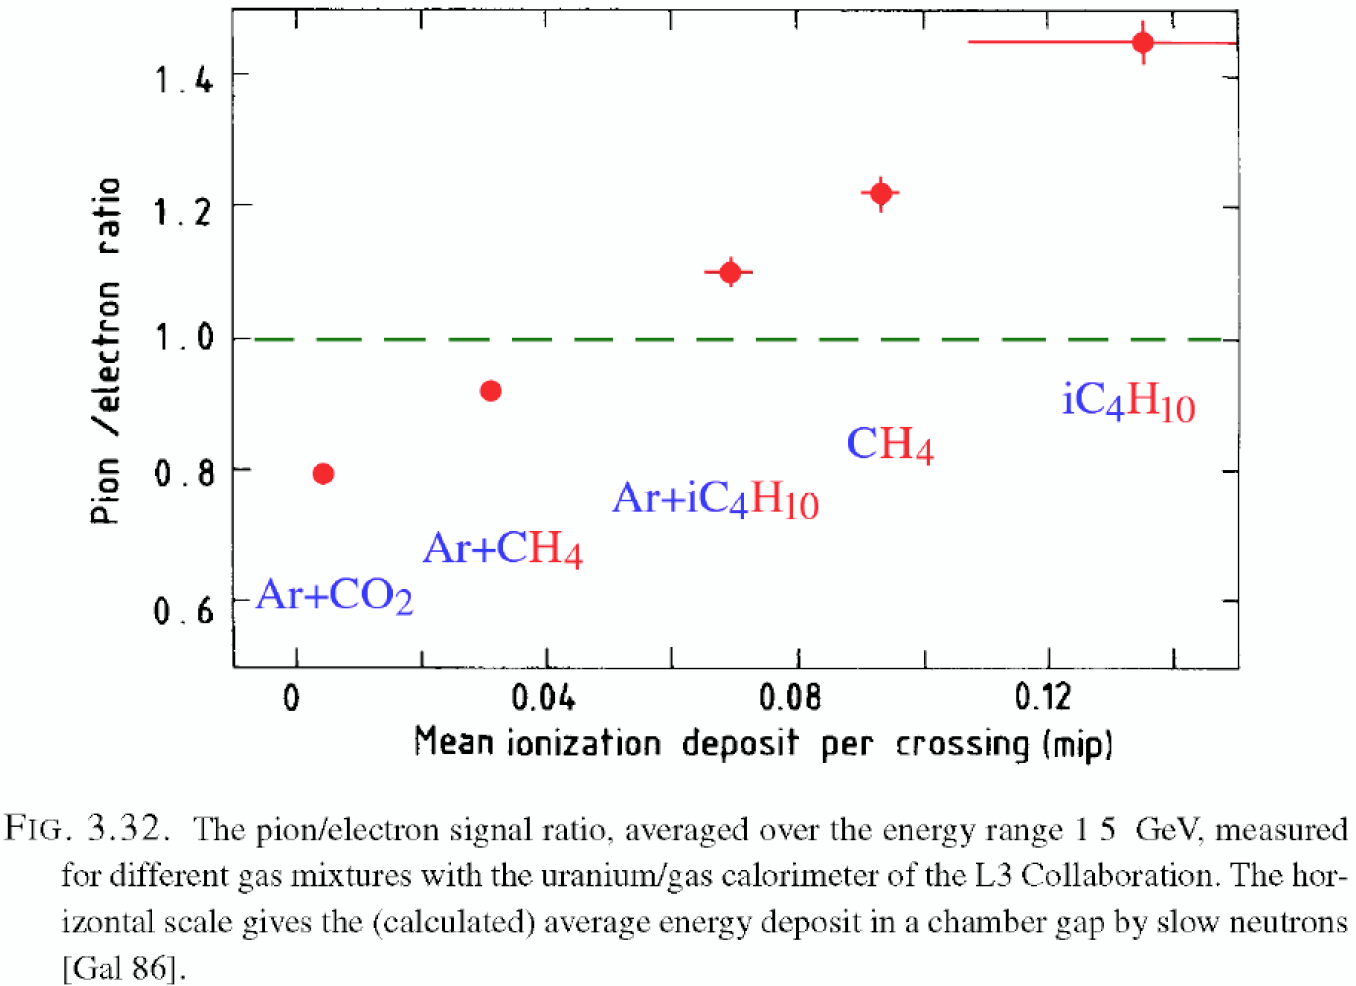 1.4
1.2
1.0
0.8
0.6
Pion /electron ratio
iC4H10
CH4
Ar+iC4H10
Ar+CH4
Ar+CO2
0 0.04 0.08 0.12
Mean ionization deposit per crossing (mip)
FIG. 3.32. The pion/electron signal ratio, averaged over the energy range 1 5 GeV, measured
for different gas mixtures with the uranium/gas calorimeter of the L3 Collaboration. The hor-
izontal scale gives the (calculated) average energy deposit in a chamber gap by slow neutrons
[Gal 86].